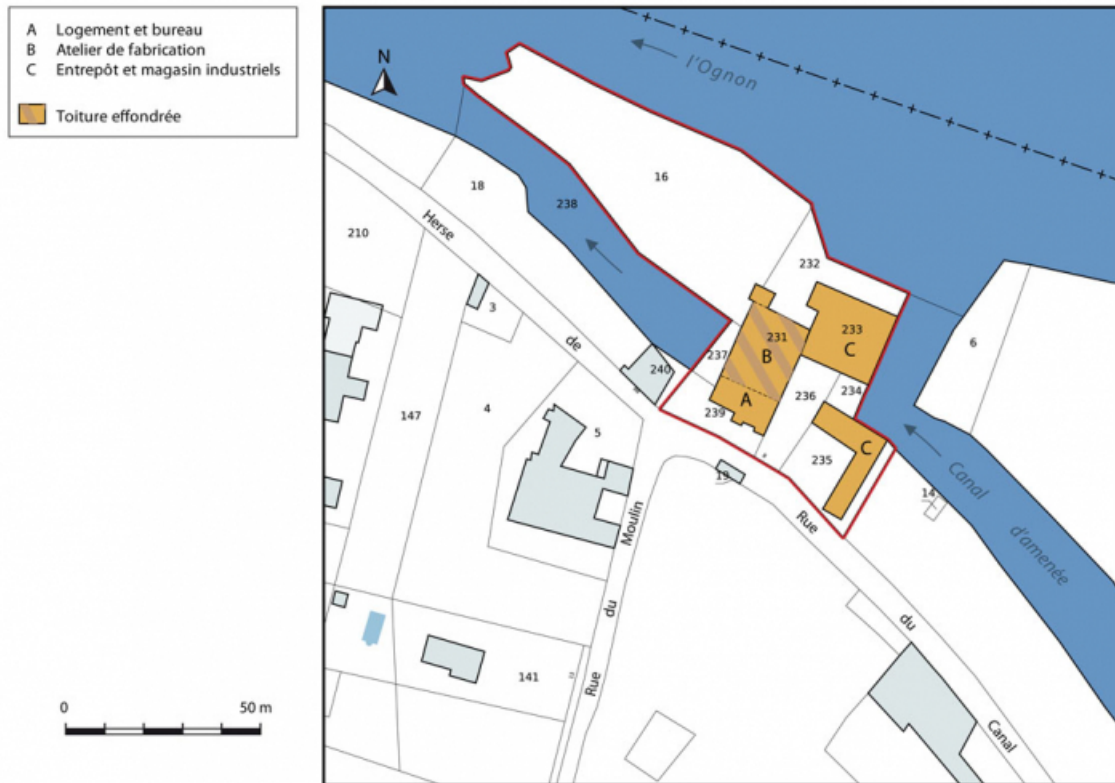 A Logement et bureau
B Atelier de fabrication
C Entrepôt et magasin industriels
Toiture effondrée
N
l'Ognon
16
18
238
Herse
210
232
3
de
231
233
6
B
C
237
240
234
147
4
A
236
239
5
C
235
Canal
19
14
Rue
Moulin
d'amenée
du
du
141
Rue
0 50 m
Canal